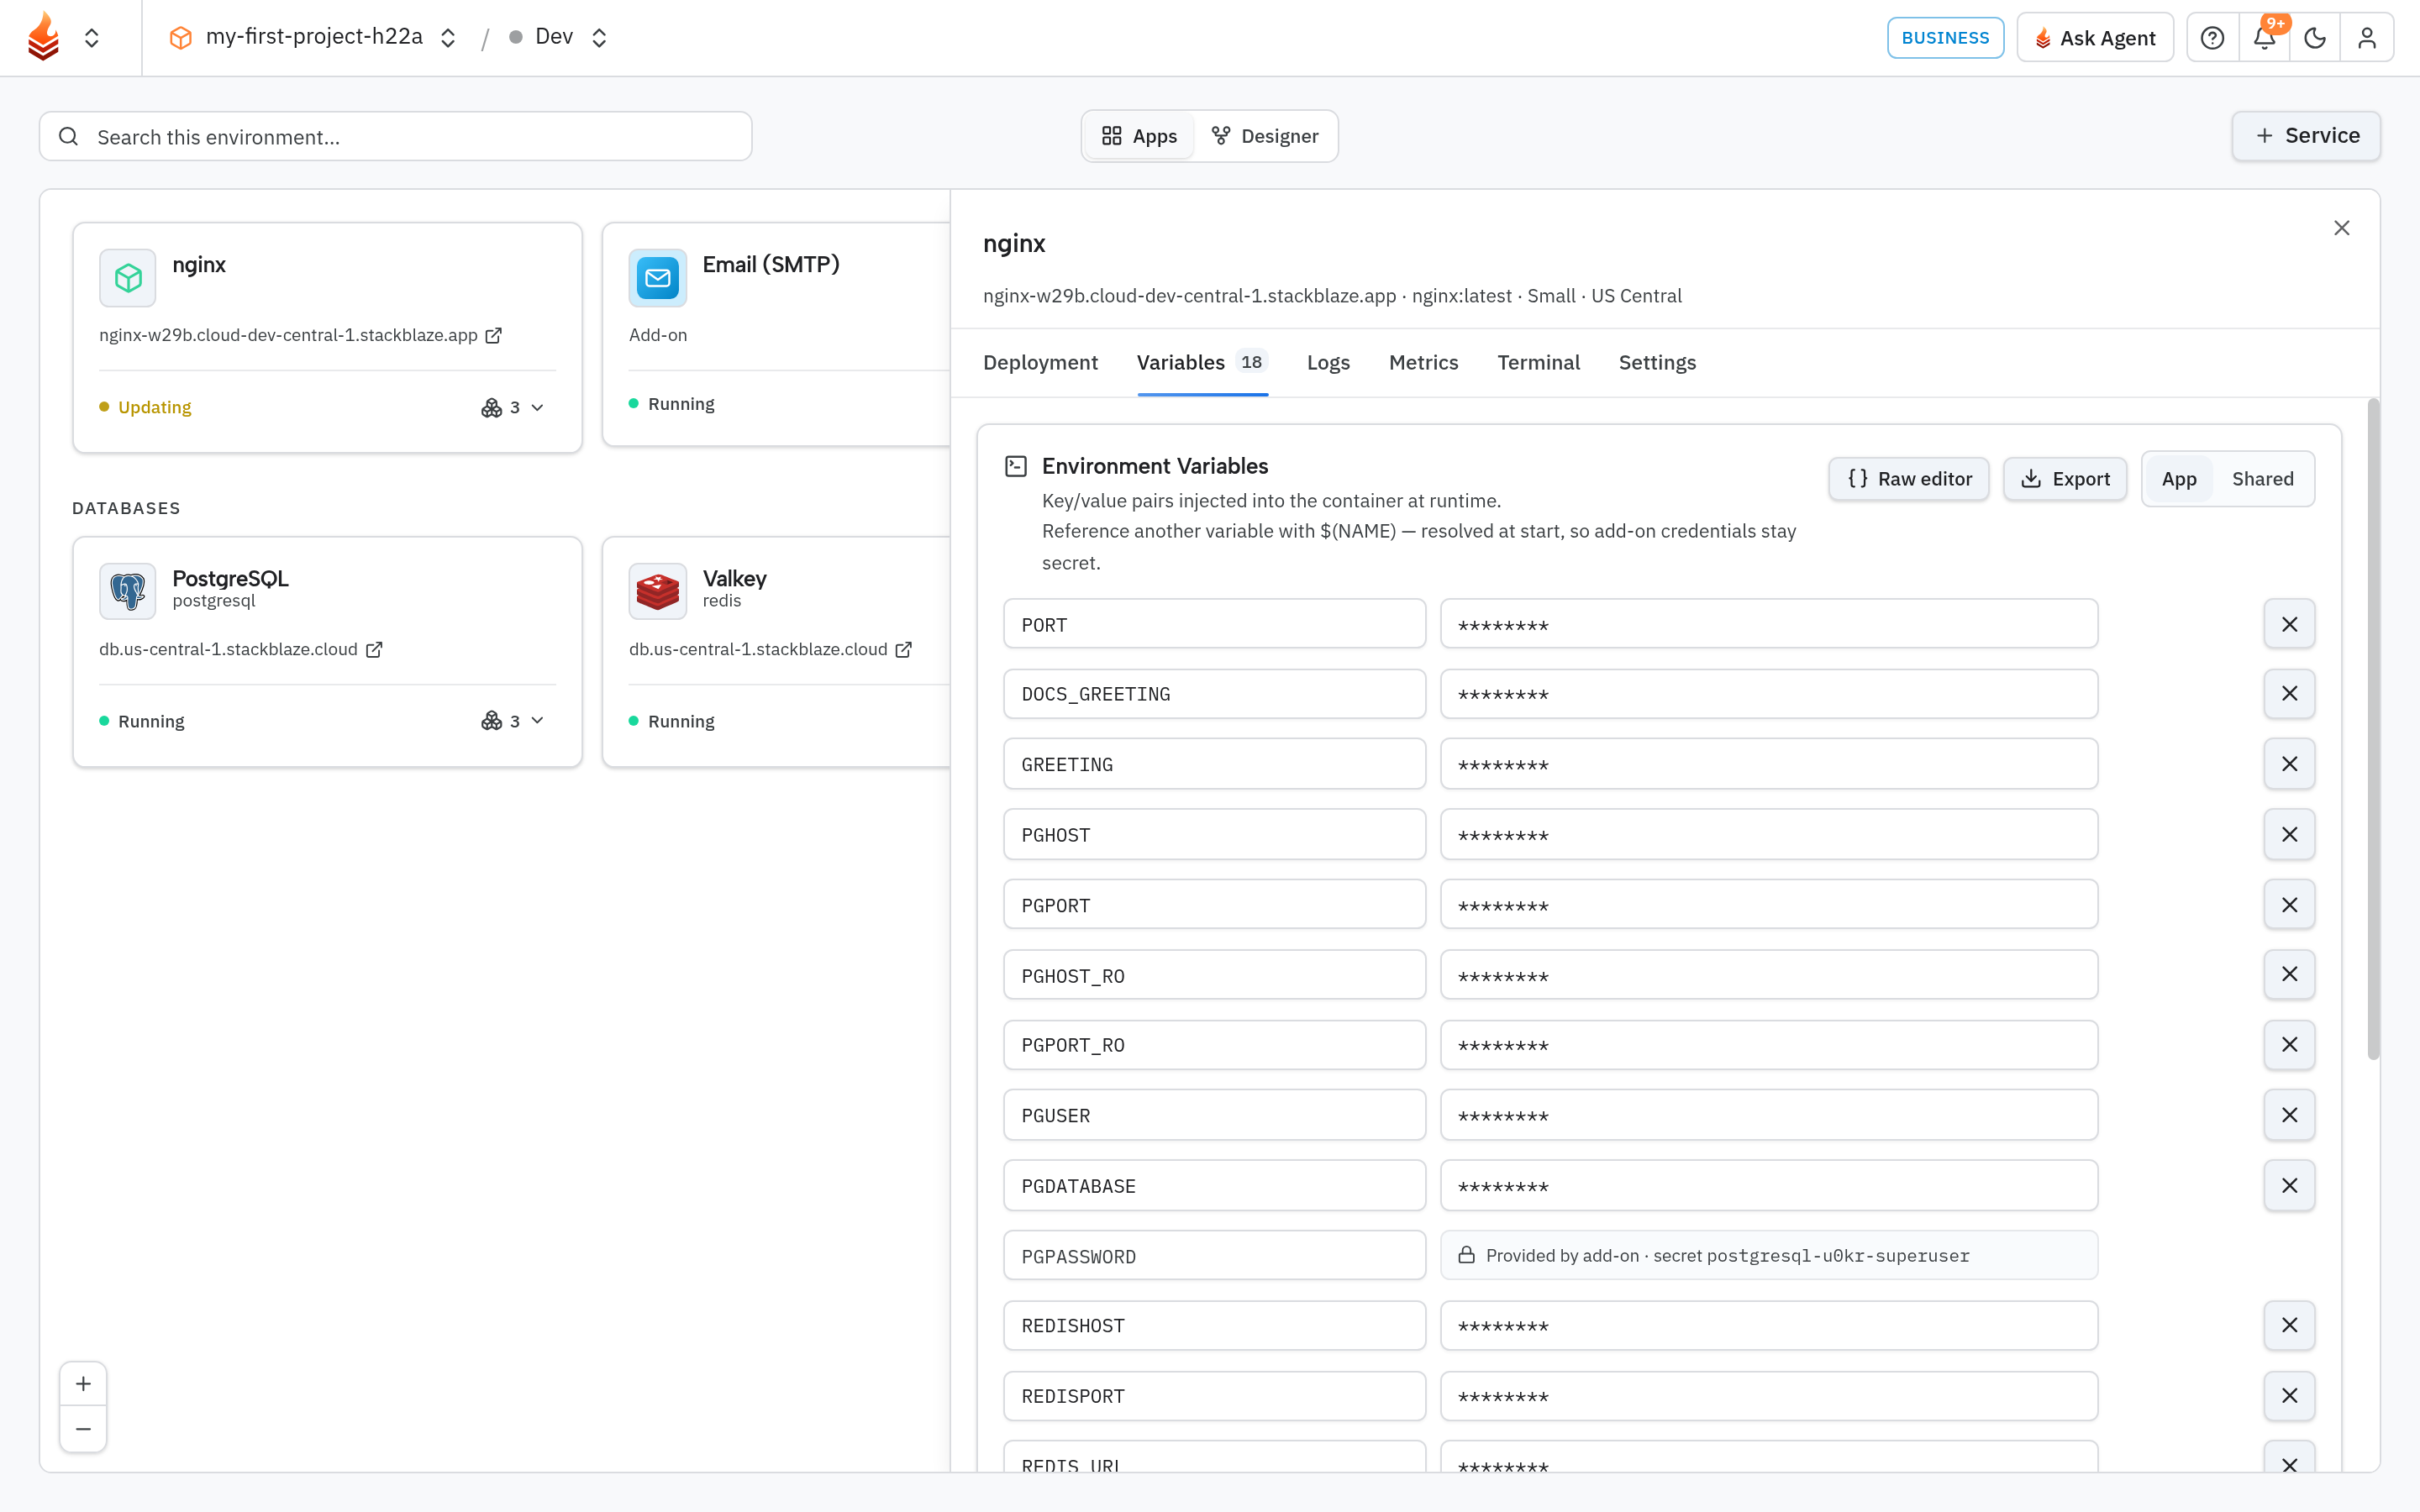 my-first-project-h22a / Dev
BUSINESS
Ask Agent
9+
Search this environment...
Apps
Designer
+ Service
nginx
nginx-w29b.cloud-dev-central-1.stackblaze.app
Updating
3
Email (SMTP)
Add-on
Running
DATABASES
PostgreSQL
postgresql
db.us-central-1.stackblaze.cloud
Running
3
Valkey
redis
db.us-central-1.stackblaze.cloud
Running
nginx
nginx-w29b.cloud-dev-central-1.stackblaze.app · nginx:latest · Small · US Central
Deployment
Variables 18
Logs
Metrics
Terminal
Settings
Environment Variables
Key/value pairs injected into the container at runtime.
Reference another variable with $(NAME) — resolved at start, so add-on credentials stay
secret.
{ } Raw editor
Export
App
Shared
PORT ********
DOCS_GREETING ********
GREETING ********
PGHOST ********
PGPORT ********
PGHOST_RO ********
PGPORT_RO ********
PGUSER ********
PGDATABASE ********
PGPASSWORD Provided by add-on · secret postgresql-u0kr-superuser
REDISHOST ********
REDISPORT ********
REDIS_URL ********